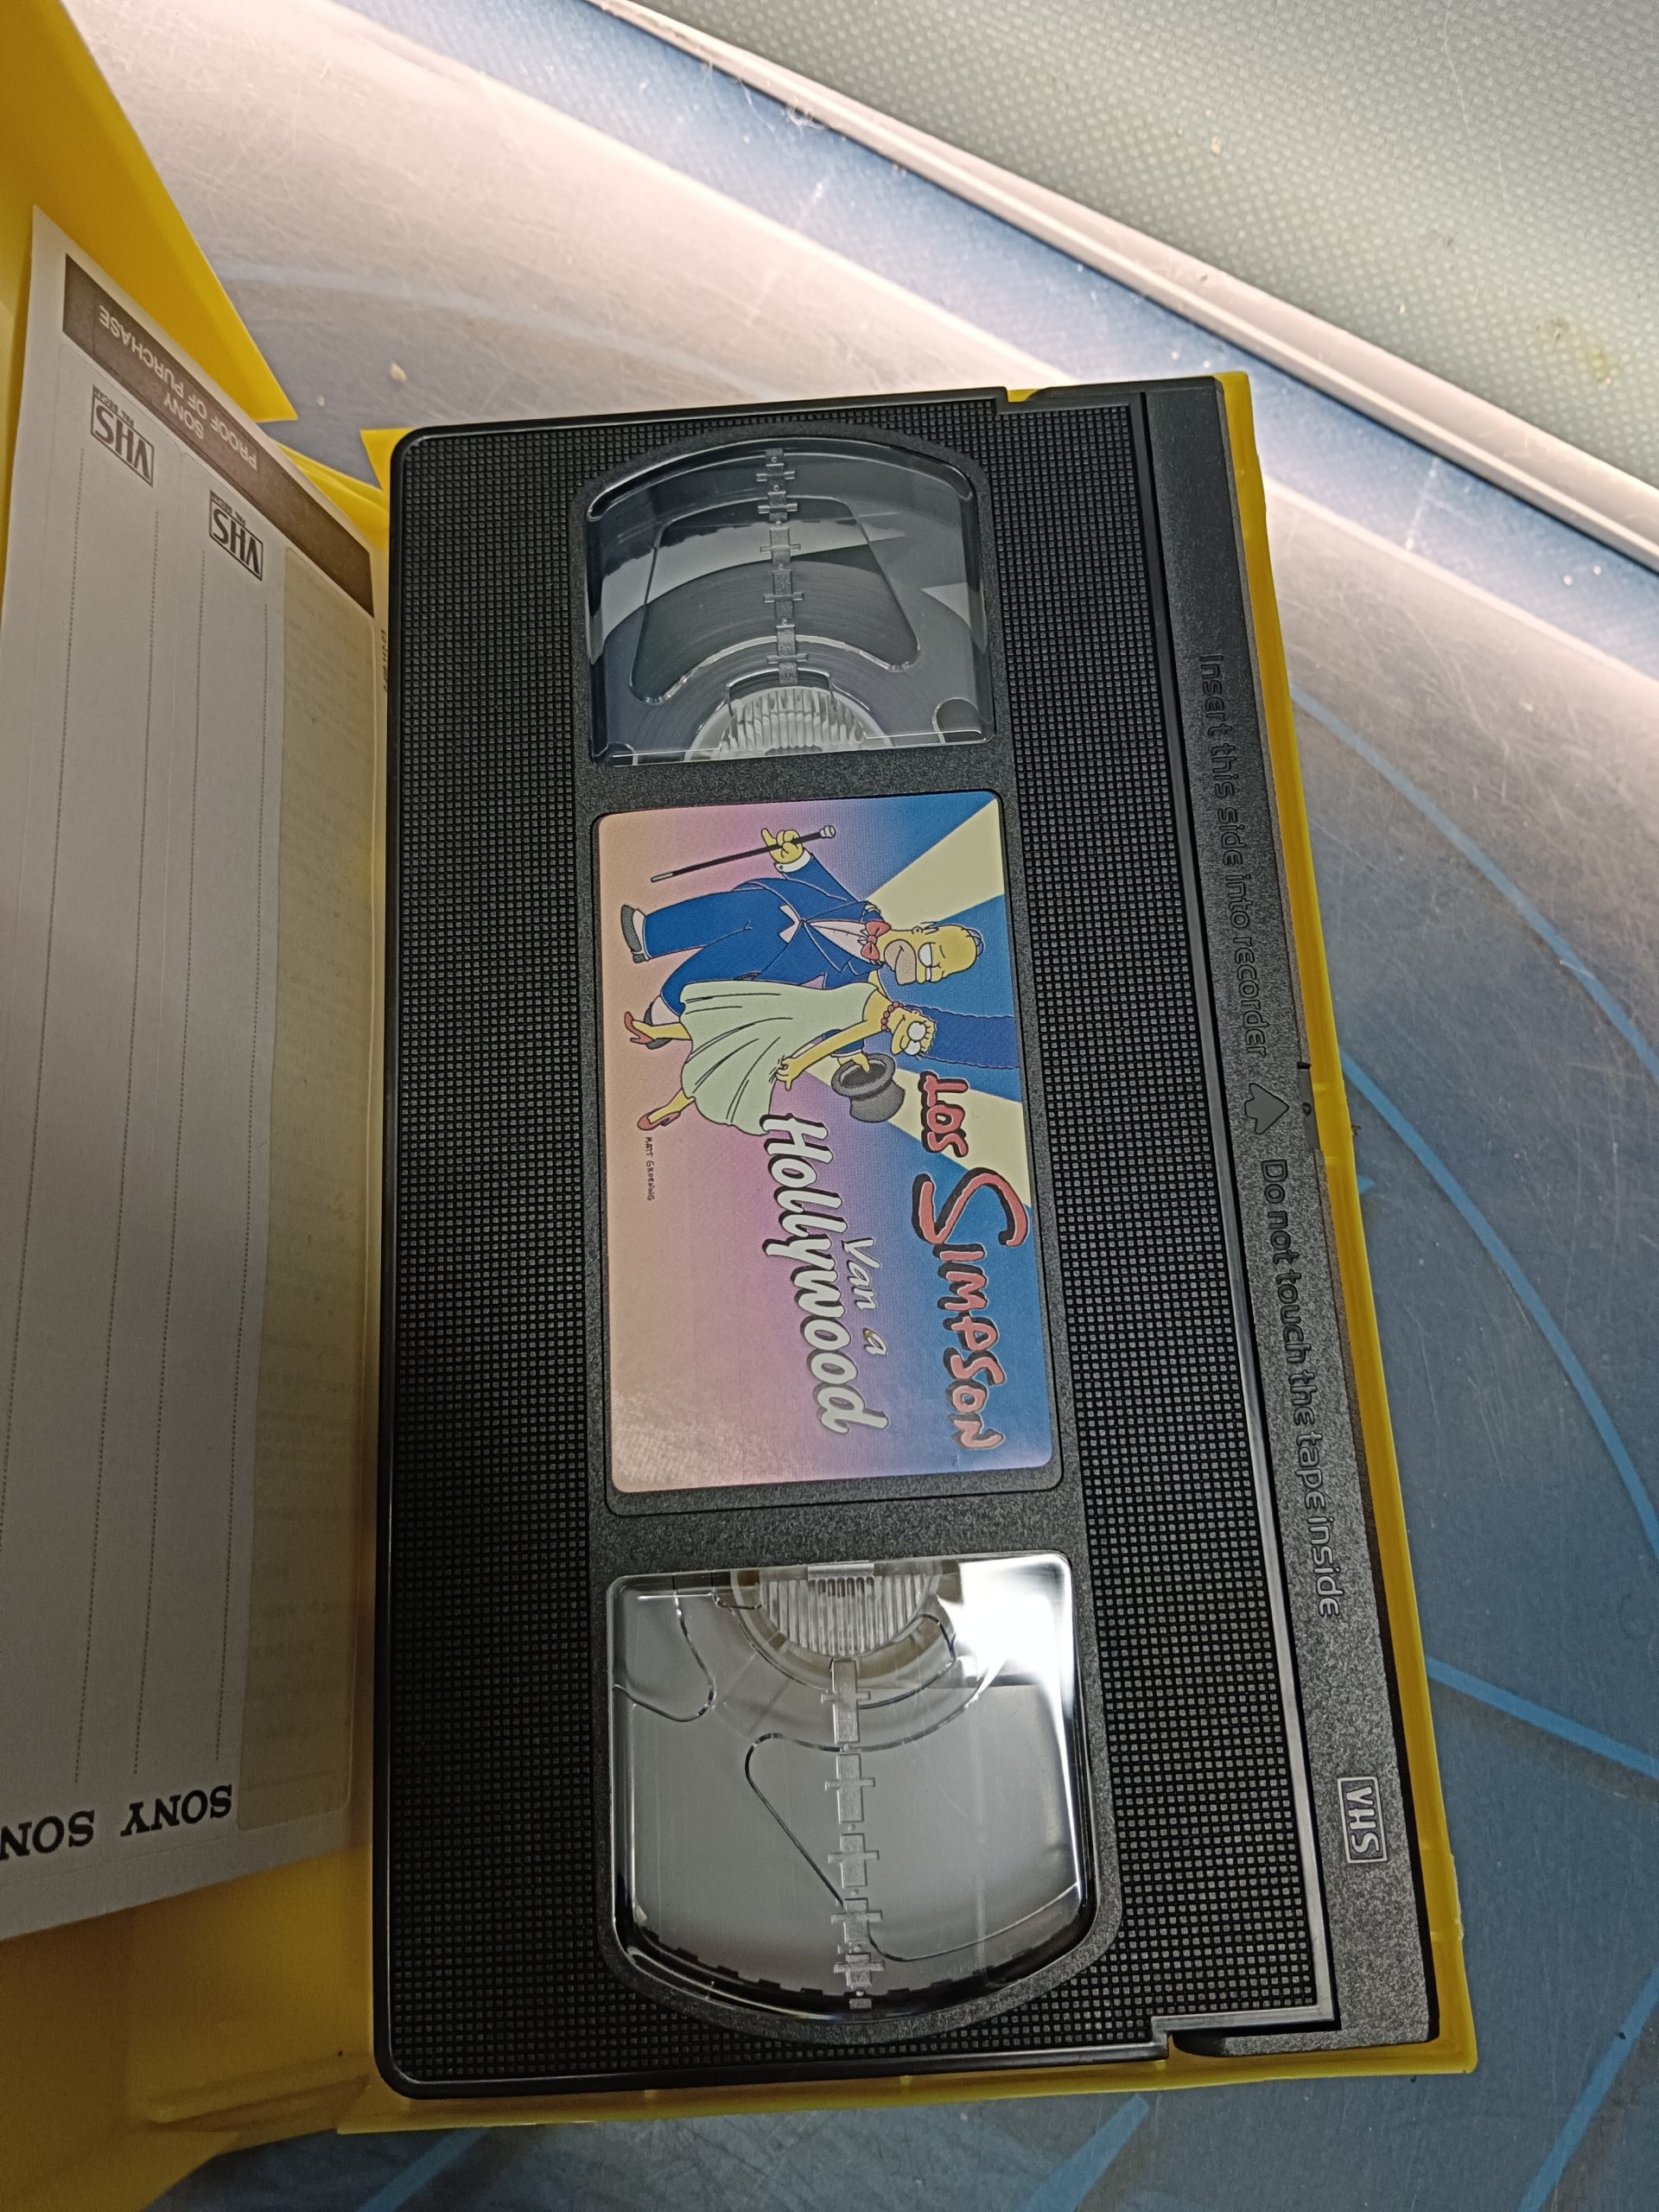 LOS SIMPSON
Van a
Hollywood
MATT GROENING
Insert this side into recorder
Do not touch the tape inside
VHS
SONY
PROOF OF PURCHASE
VHS
VHS
SONY
SONY